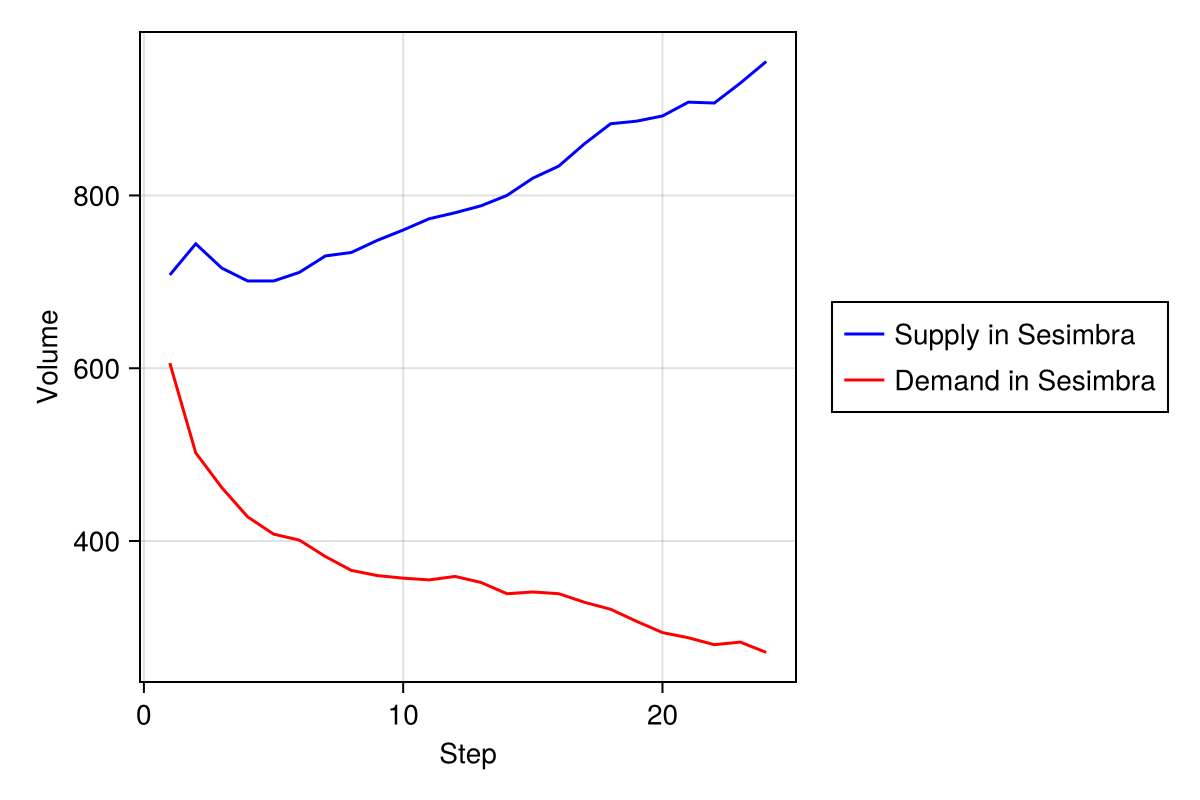 800
600
400
Volume
0 10 20
Step
Supply in Sesimbra
Demand in Sesimbra